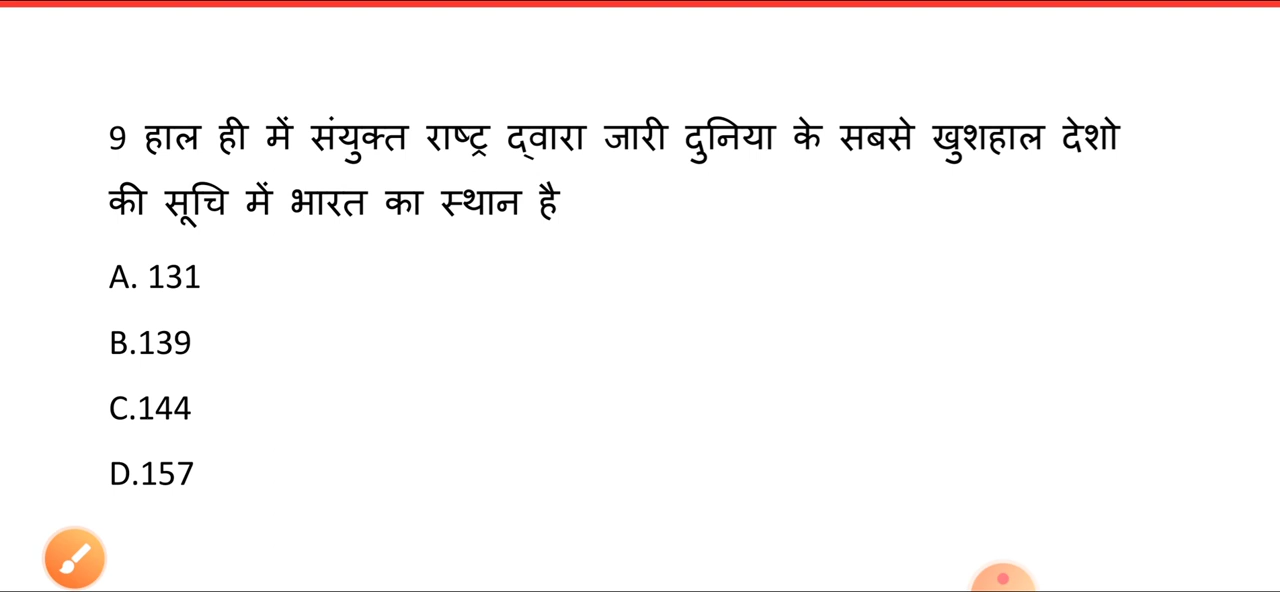 9 हाल ही में संयुक्त राष्ट्र द्वारा जारी दुनिया के सबसे खुशहाल देशो
की सूचि में भारत का स्थान है
A. 131
B.139
C.144
D.157